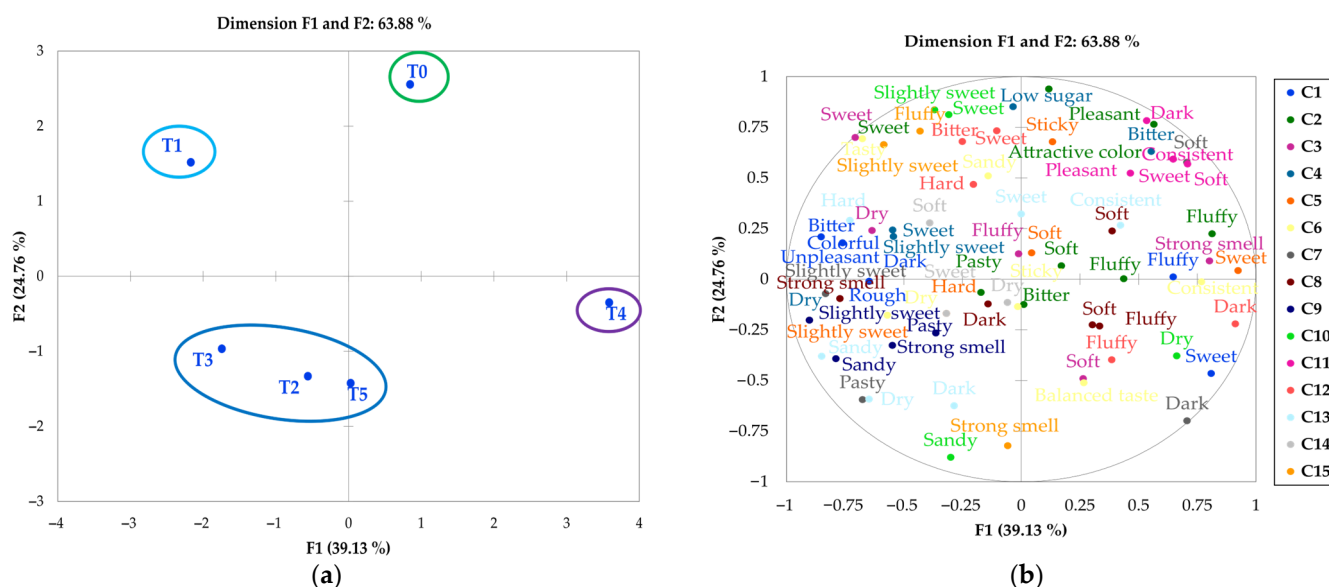 Dimension F1 and F2: 63.88 %
3
2
1
0
−1
−2
−3
−4
−3
−2
−1
0
1
2
3
4
F2 (24.76 %)
F1 (39.13 %)
T0
T1
T4
T3
T2
T5
(a)
Dimension F1 and F2: 63.88 %
1
0.75
0.5
0.25
0
−0.25
−0.5
−0.75
−1
F2 (24.76 %)
Slightly sweet
Low sugar
Sweet
Sweet
Fluffy
Pleasant
Dark
Sweet
Bitter
Sweet
Sticky
Bitter
Soft
Tasty
Attractive color
Consistent
Slightly sweet
Sandy
Pleasant
Sweet
Soft
Hard
Hard
Soft
Dry
Sweet
Consistent
Soft
Fluffy
Bitter
Sweet
Colorful
Slightly sweet
Fluffy
Soft
Soft
Strong smell
Unpleasant
Dark
Pasty
Fluffy
Fluffy
Sweet
Slightly sweet
Sweet
Sticky
Strong smell
Hard
Dry
Consistent
Dry
Rough
Dry
Bitter
Slightly sweet
Dark
Soft
Fluffy
Dark
Slightly sweet
Pasty
Sandy
Strong smell
Fluffy
Dry
Sandy
Soft
Sweet
Pasty
Dry
Dark
Balanced taste
Dark
Strong smell
Sandy
−1
−0.75
−0.5
−0.25
0
0.25
0.5
0.75
1
F1 (39.13 %)
(b)
C1
C2
C3
C4
C5
C6
C7
C8
C9
C10
C11
C12
C13
C14
C15